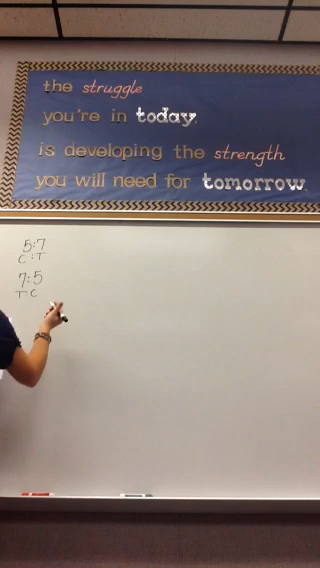 the struggle
you're in today,
is developing the strength
you will need for tomorrow.
5:7
C:T
7:5
T C